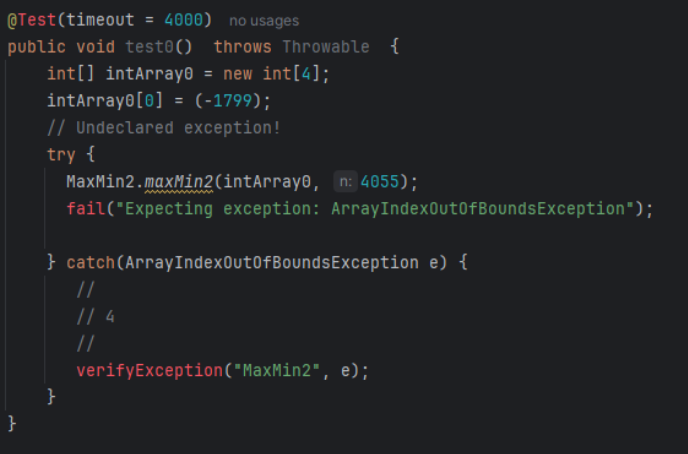 @Test(timeout = 4000)  no usages
public void test0()  throws Throwable  {
    int[] intArray0 = new int[4];
    intArray0[0] = (-1799);
    // Undeclared exception!
    try {
      MaxMin2.maxMin2(intArray0, n: 4055);
      fail("Expecting exception: ArrayIndexOutOfBoundsException");

    } catch(ArrayIndexOutOfBoundsException e) {
       //
       // 4
       //
       verifyException("MaxMin2", e);
    }
}